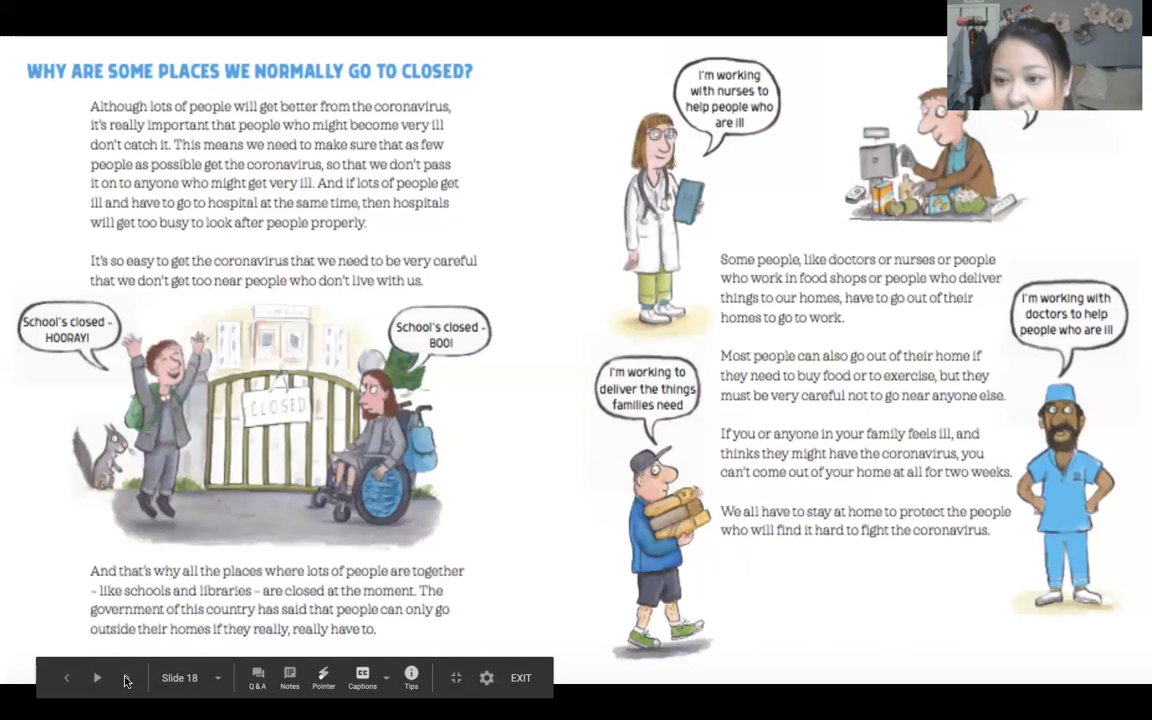 WHY ARE SOME PLACES WE NORMALLY GO TO CLOSED?
Although lots of people will get better from the coronavirus,
it's really important that people who might become very ill
don't catch it. This means we need to make sure that as few
people as possible get the coronavirus, so that we don't pass
it on to anyone who might get very ill. And if lots of people get
ill and have to go to hospital at the same time, then hospitals
will get too busy to look after people properly.
It's so easy to get the coronavirus that we need to be very careful
that we don't get too near people who don't live with us.
School's closed -
HOORAY!
School's closed -
BOO!
CLOSED
And that's why all the places where lots of people are together
– like schools and libraries – are closed at the moment. The
government of this country has said that people can only go
outside their homes if they really, really have to.
I'm working
with nurses to
help people who
are ill
Some people, like doctors or nurses or people
who work in food shops or people who deliver
things to our homes, have to go out of their
homes to go to work.
I'm working with
doctors to help
people who are ill
I'm working to
deliver the things
families need
Most people can also go out of their home if
they need to buy food or to exercise, but they
must be very careful not to go near anyone else.
If you or anyone in your family feels ill, and
thinks they might have the coronavirus, you
can't come out of your home at all for two weeks.
We all have to stay at home to protect the people
who will find it hard to fight the coronavirus.
Slide 18
Q & A
Notes
Pointer
Captions
Tips
EXIT